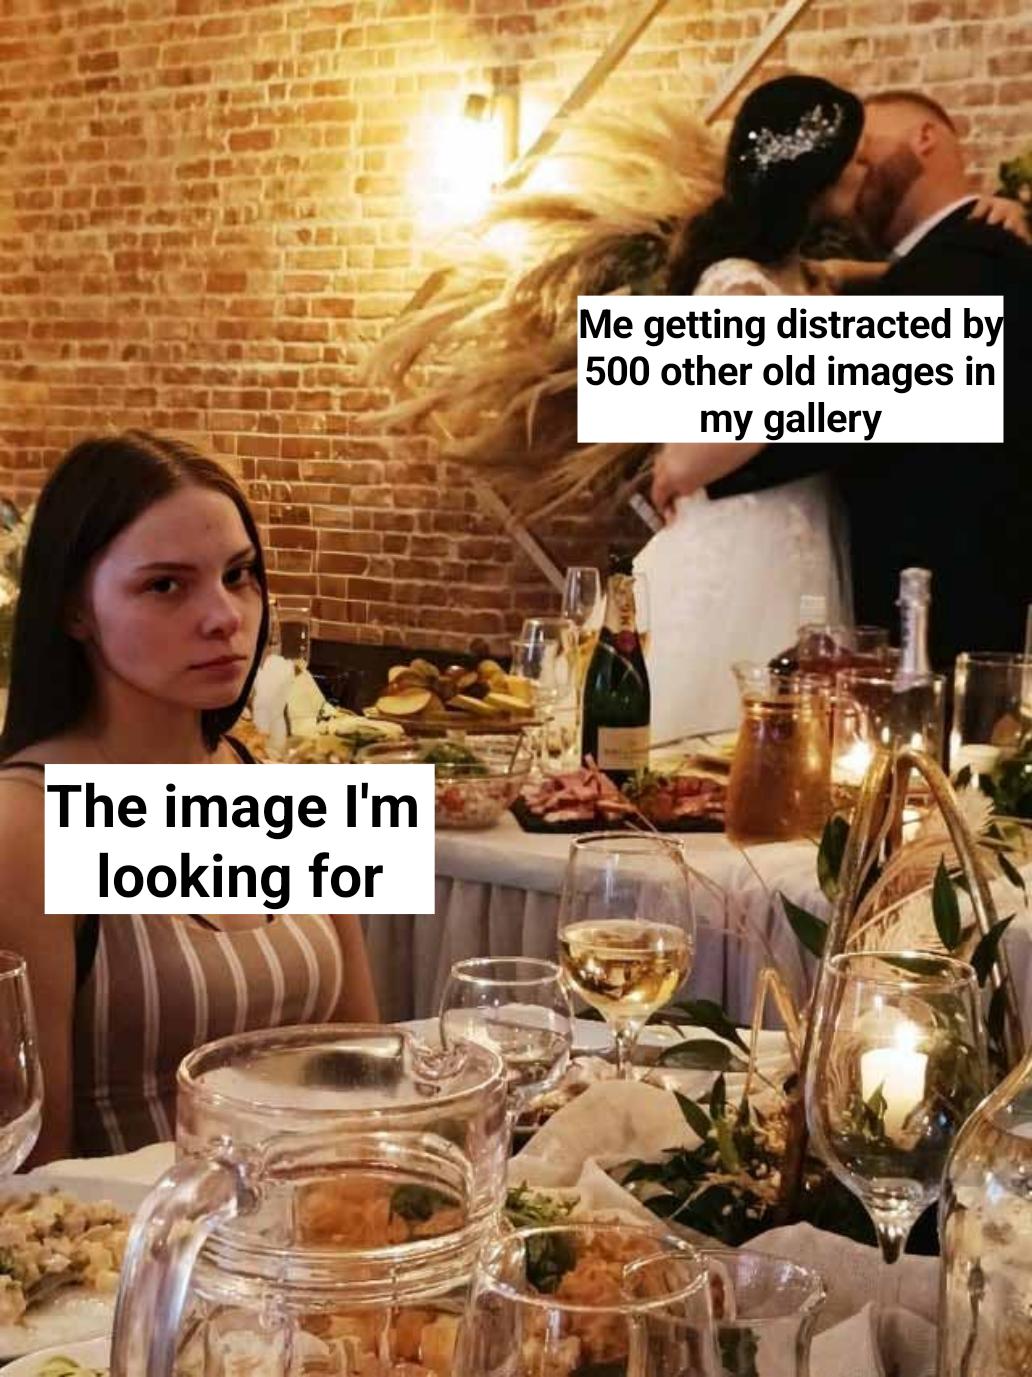 Me getting distracted by
500 other old images in
my gallery
The image I'm
looking for